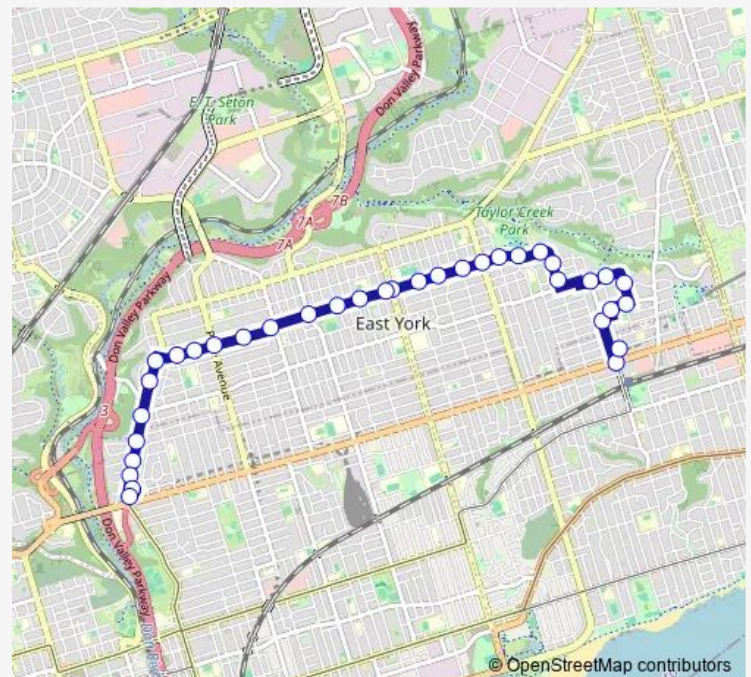 Don Valley Parkway
E. T. Seton
Park
7B
7A
7A
Taylor Creek
Park
Don Valley Parkway
East York
Avenue
3
Don Valley Parkway
© OpenStreetMap contributors